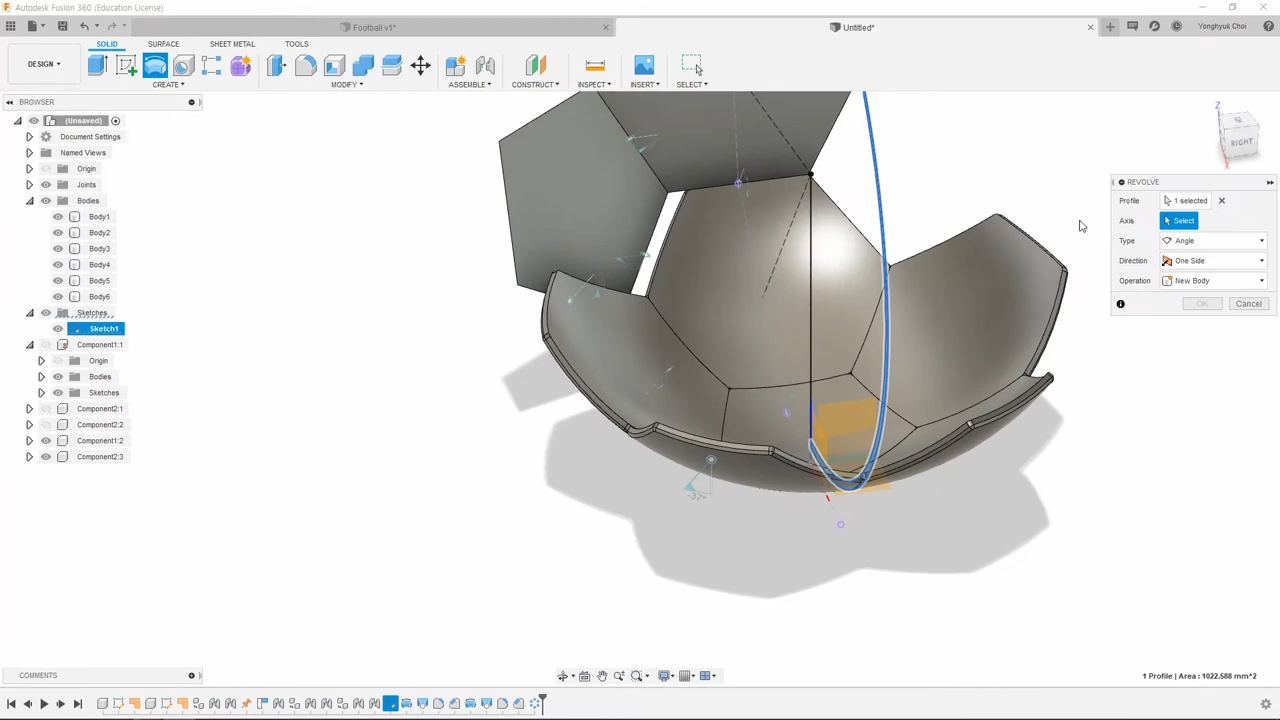 Autodesk Fusion 360 (Education License)
Football v1*
Untitled*
Yonghyuk Choi
DESIGN
SOLID
SURFACE
SHEET METAL
TOOLS
CREATE
MODIFY
ASSEMBLE
CONSTRUCT
INSPECT
INSERT
SELECT
BROWSER
(Unsaved)
Document Settings
Named Views
Origin
Joints
Bodies
Body1
Body2
Body3
Body4
Body5
Body6
Sketches
Sketch1
Component1:1
Origin
Bodies
Sketches
Component2:1
Component2:2
Component1:2
Component2:3
Z
RIGHT
X
REVOLVE
Profile 1 selected
Axis Select
Type Angle
Direction One Side
Operation New Body
OK Cancel
COMMENTS
1 Profile | Area : 1022.588 mm^2